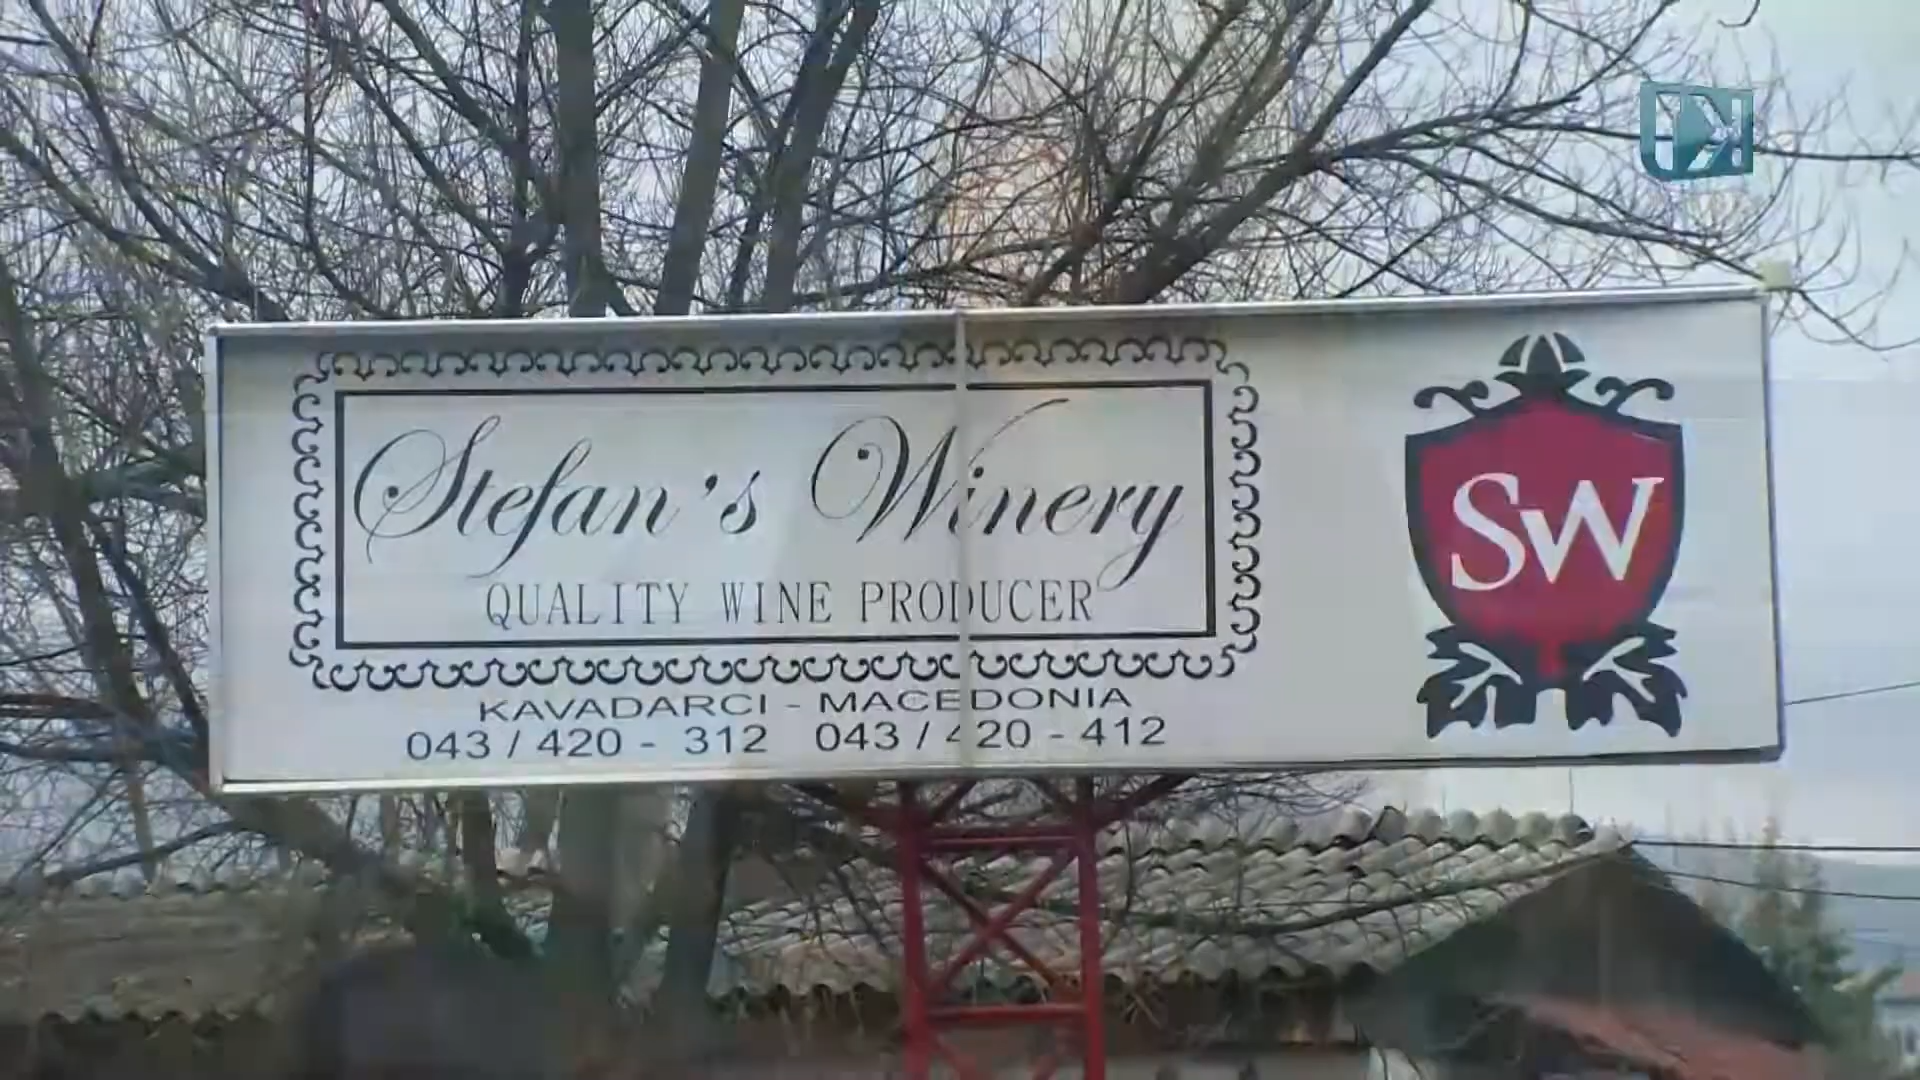 Stefan's Winery
QUALITY WINE PRODUCER
KAVADARCI - MACEDONIA
043 / 420 - 312 043 / 420 - 412
SW